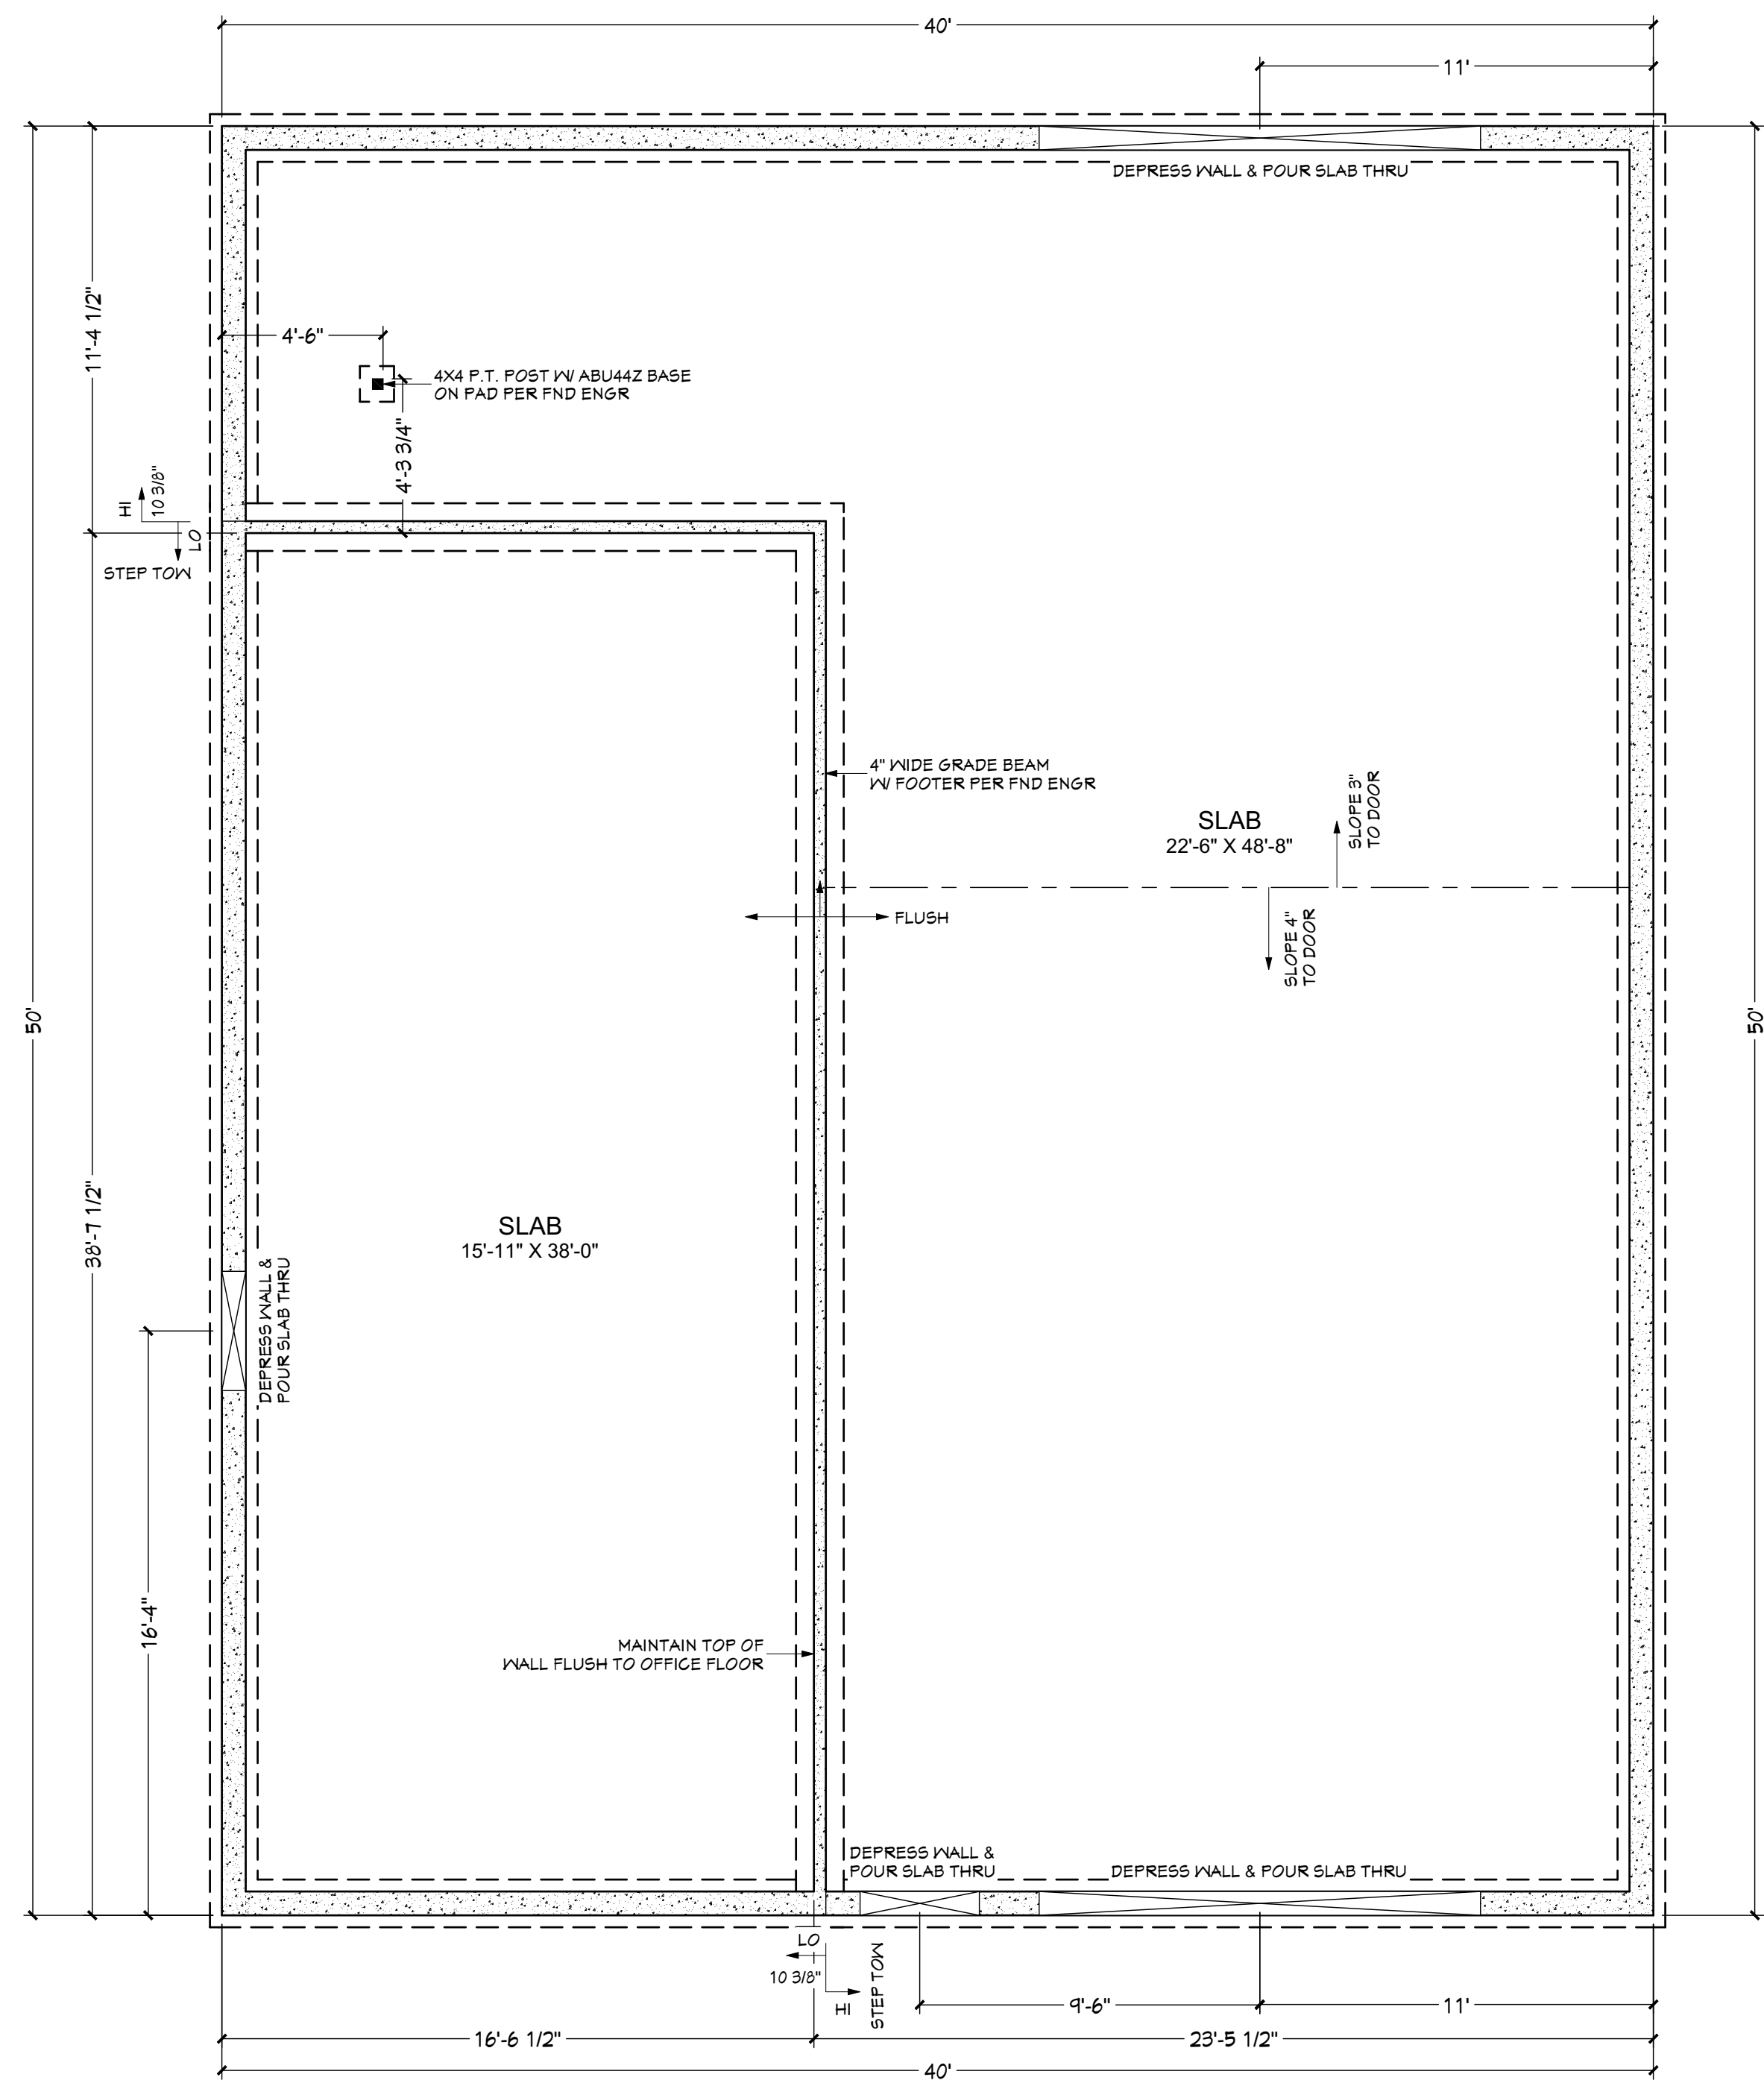 40'
11'
DEPRESS WALL & POUR SLAB THRU
11'-4 1/2"
4'-6"
4X4 P.T. POST W/ ABU44Z BASE
ON PAD PER FND ENGR
4'-3 3/4"
HI
10 3/8"
LO
STEP TOW
4" WIDE GRADE BEAM
W/ FOOTER PER FND ENGR
SLAB
22'-6" X 48'-8"
SLOPE 3"
TO DOOR
FLUSH
SLOPE 4"
TO DOOR
50'
50'
38'-7 1/2"
SLAB
15'-11" X 38'-0"
DEPRESS WALL &
POUR SLAB THRU
16'-4"
MAINTAIN TOP OF
WALL FLUSH TO OFFICE FLOOR
DEPRESS WALL &
POUR SLAB THRU
DEPRESS WALL & POUR SLAB THRU
LO
10 3/8"
HI
STEP TOW
9'-6"
11'
16'-6 1/2"
23'-5 1/2"
40'